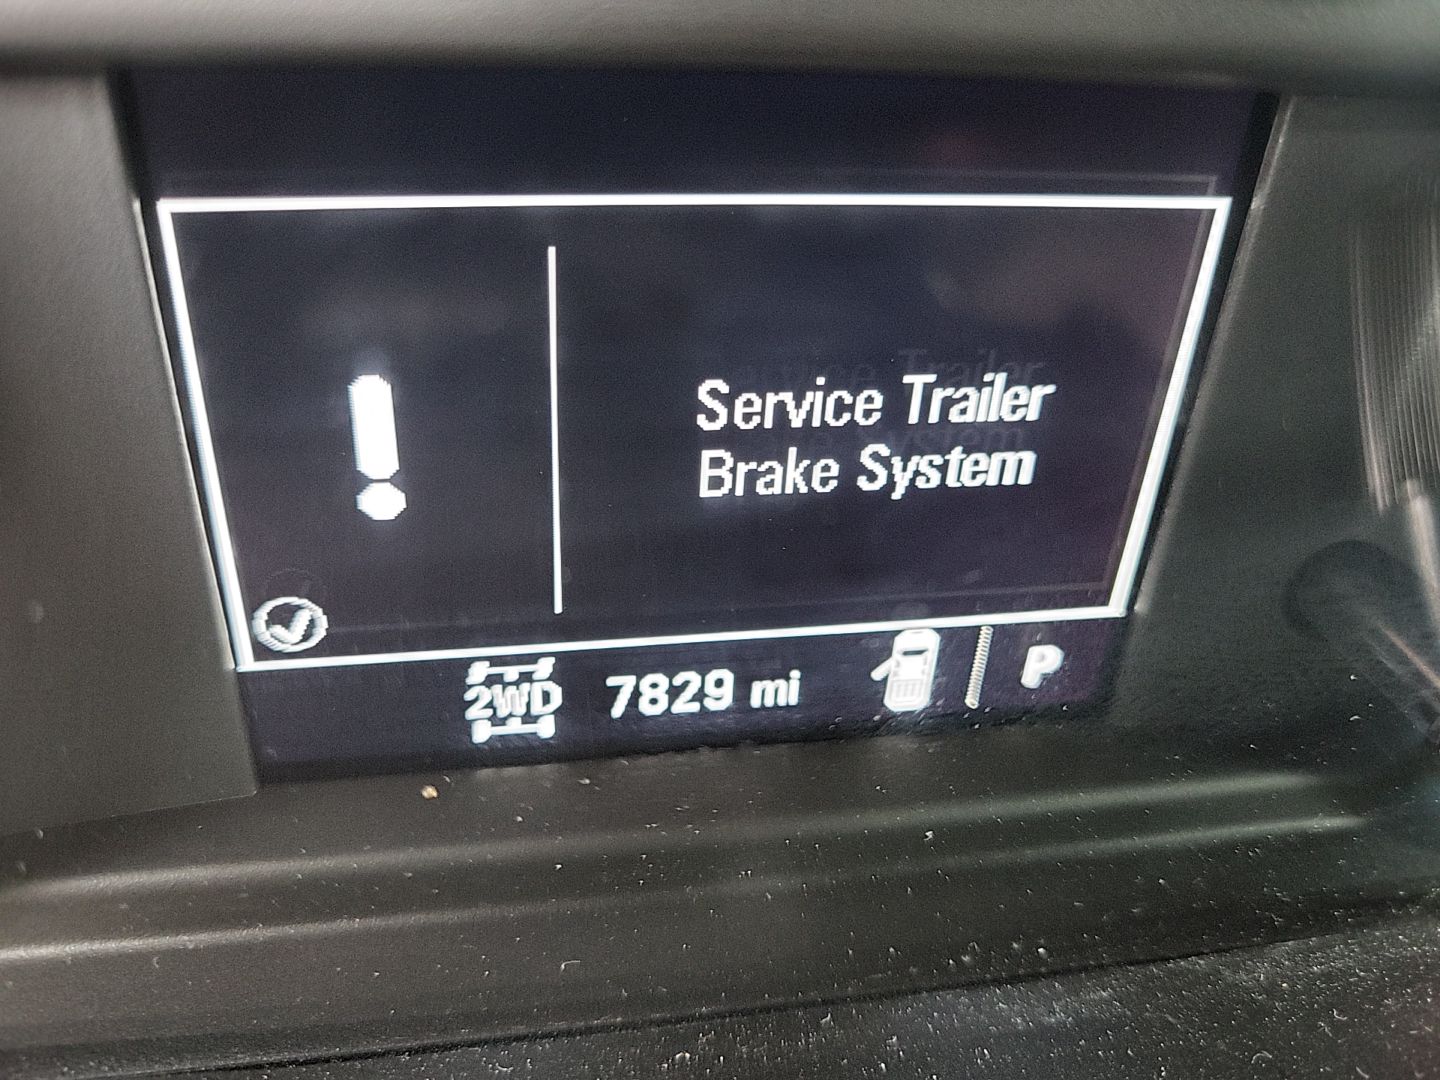 Service Trailer
Brake System
2WD
7829 mi
P